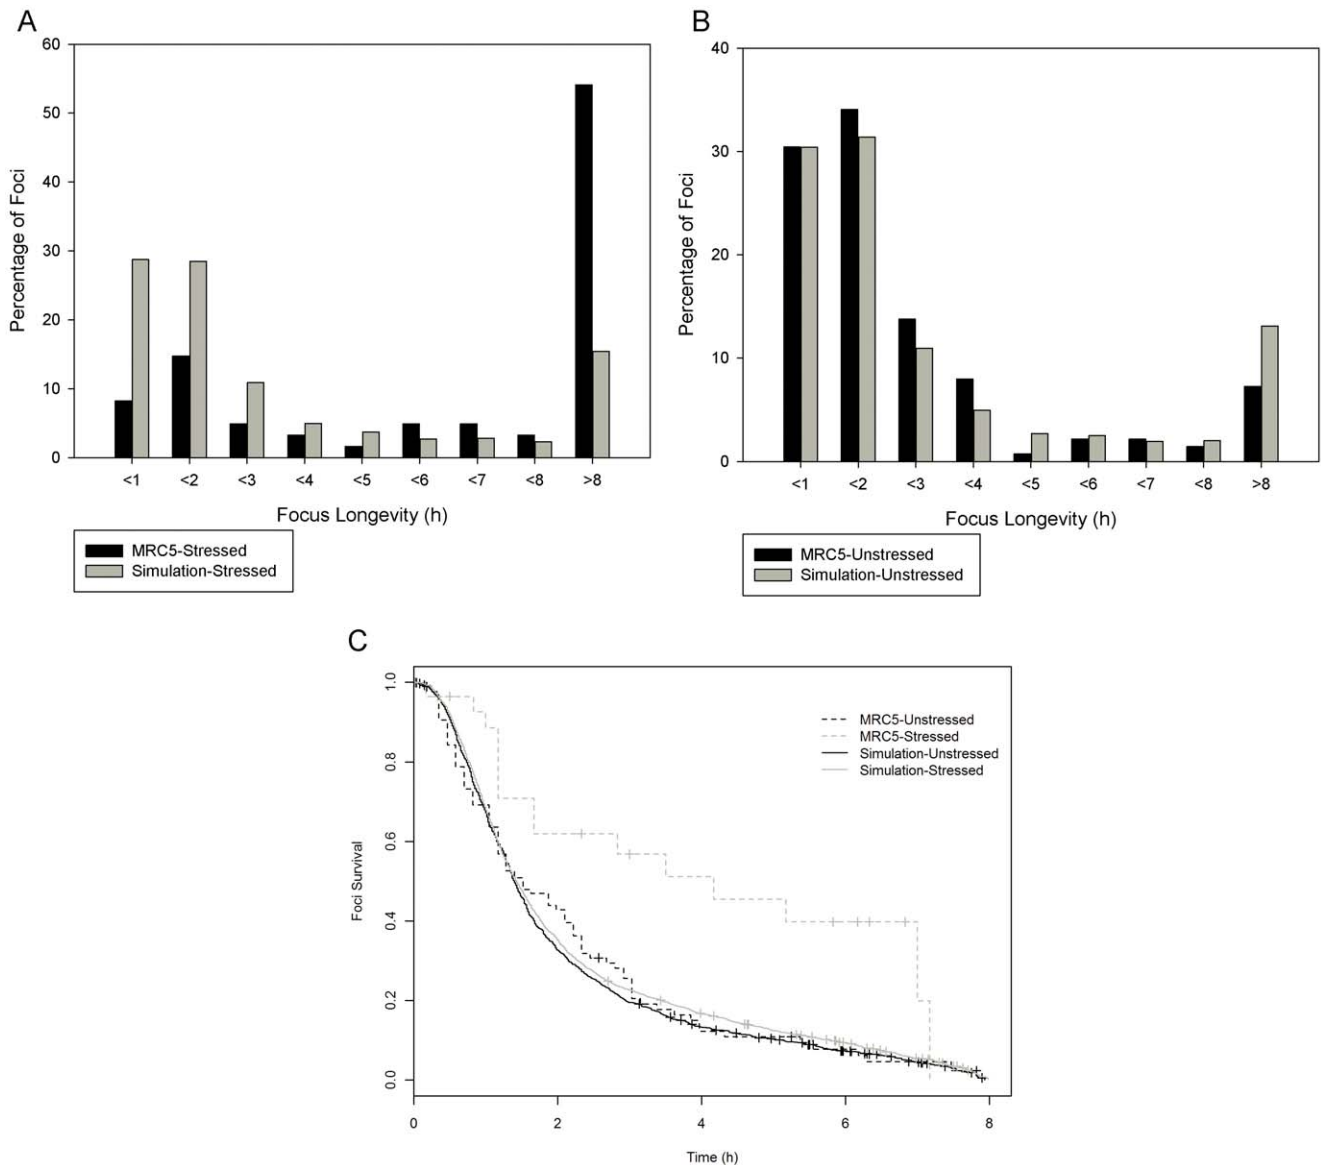 A
60
50
40
30
20
10
0
Percentage of Foci
<1 <2 <3 <4 <5 <6 <7 <8 >8
Focus Longevity (h)
MRC5-Stressed
Simulation-Stressed
B
40
30
20
10
0
Percentage of Foci
<1 <2 <3 <4 <5 <6 <7 <8 >8
Focus Longevity (h)
MRC5-Unstressed
Simulation-Unstressed
C
1.0
0.8
0.6
0.4
0.2
0.0
Foci Survival
MRC5-Unstressed
MRC5-Stressed
Simulation-Unstressed
Simulation-Stressed
0 2 4 6 8
Time (h)